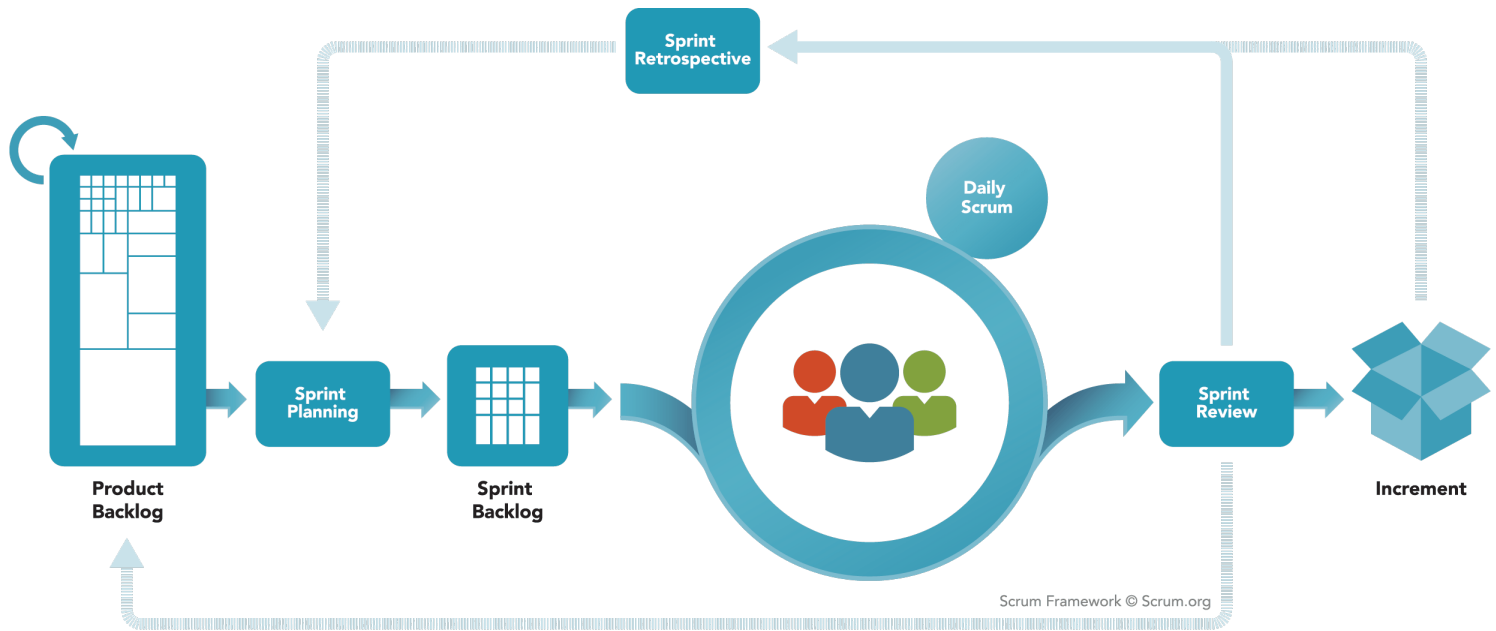 Sprint
Retrospective
Daily
Scrum
Sprint
Planning
Sprint
Review
Product
Backlog
Sprint
Backlog
Increment
Scrum Framework © Scrum.org